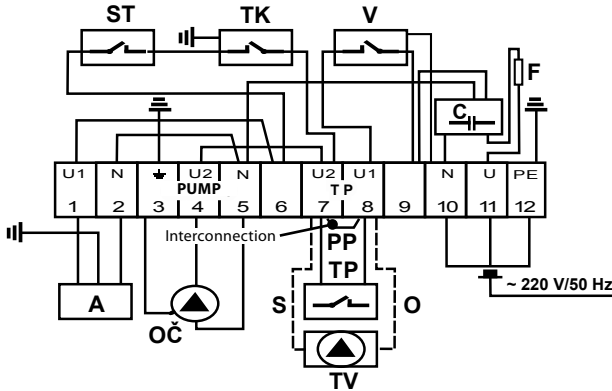 ST TK V
F
C
U1 N U2 N U2 U1 N U PE
PUMP T P
1 2 3 4 5 6 7 8 9 10 11 12
Interconnection PP
TP
~ 220 V/50 Hz
A S O
OČ
TV